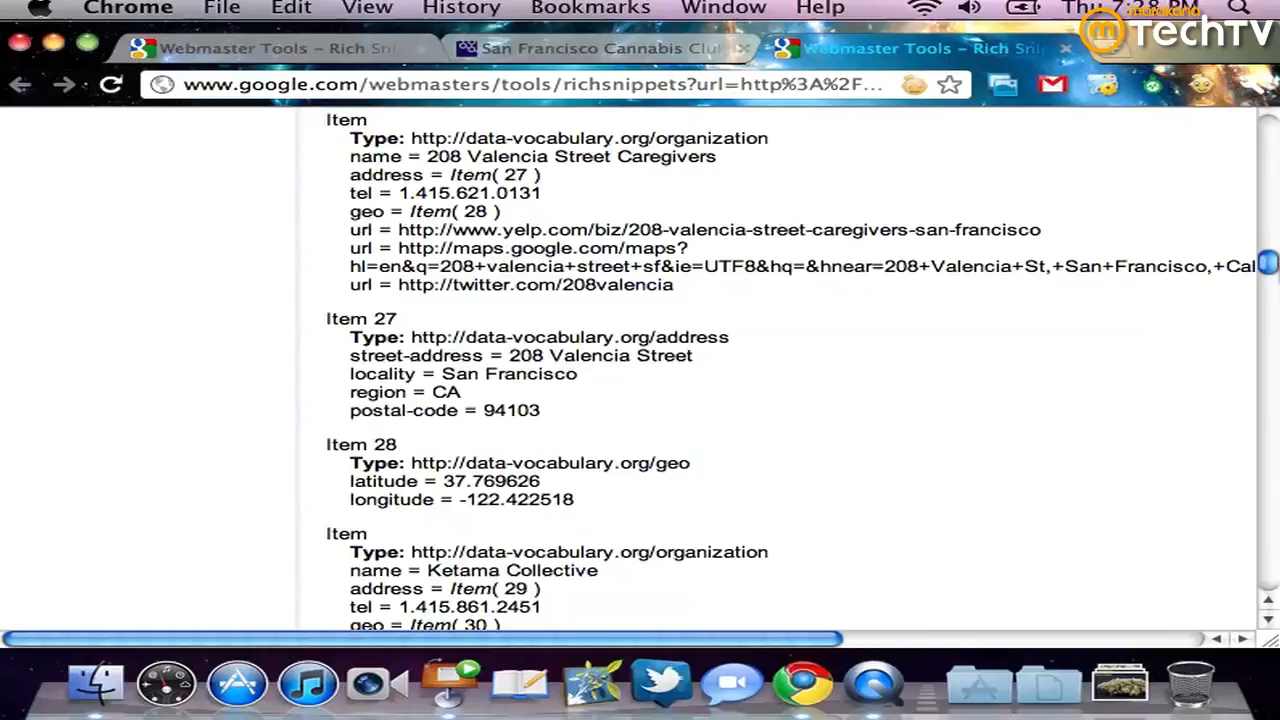 Chrome File Edit View History Bookmarks Window Help
marakana
TechTV
Webmaster Tools – Rich Sni
San Francisco Cannabis Clu
Webmaster Tools – Rich Snip
www.google.com/webmasters/tools/richsnippets?url=http%3A%2F...
Item
Type: http://data-vocabulary.org/organization
name = 208 Valencia Street Caregivers
address = Item( 27 )
tel = 1.415.621.0131
geo = Item( 28 )
url = http://www.yelp.com/biz/208-valencia-street-caregivers-san-francisco
url = http://maps.google.com/maps?
hl=en&q=208+valencia+street+sf&ie=UTF8&hq=&hnear=208+Valencia+St,+San+Francisco,+Cal
url = http://twitter.com/208valencia
Item 27
Type: http://data-vocabulary.org/address
street-address = 208 Valencia Street
locality = San Francisco
region = CA
postal-code = 94103
Item 28
Type: http://data-vocabulary.org/geo
latitude = 37.769626
longitude = -122.422518
Item
Type: http://data-vocabulary.org/organization
name = Ketama Collective
address = Item( 29 )
tel = 1.415.861.2451
geo = Item( 30 )